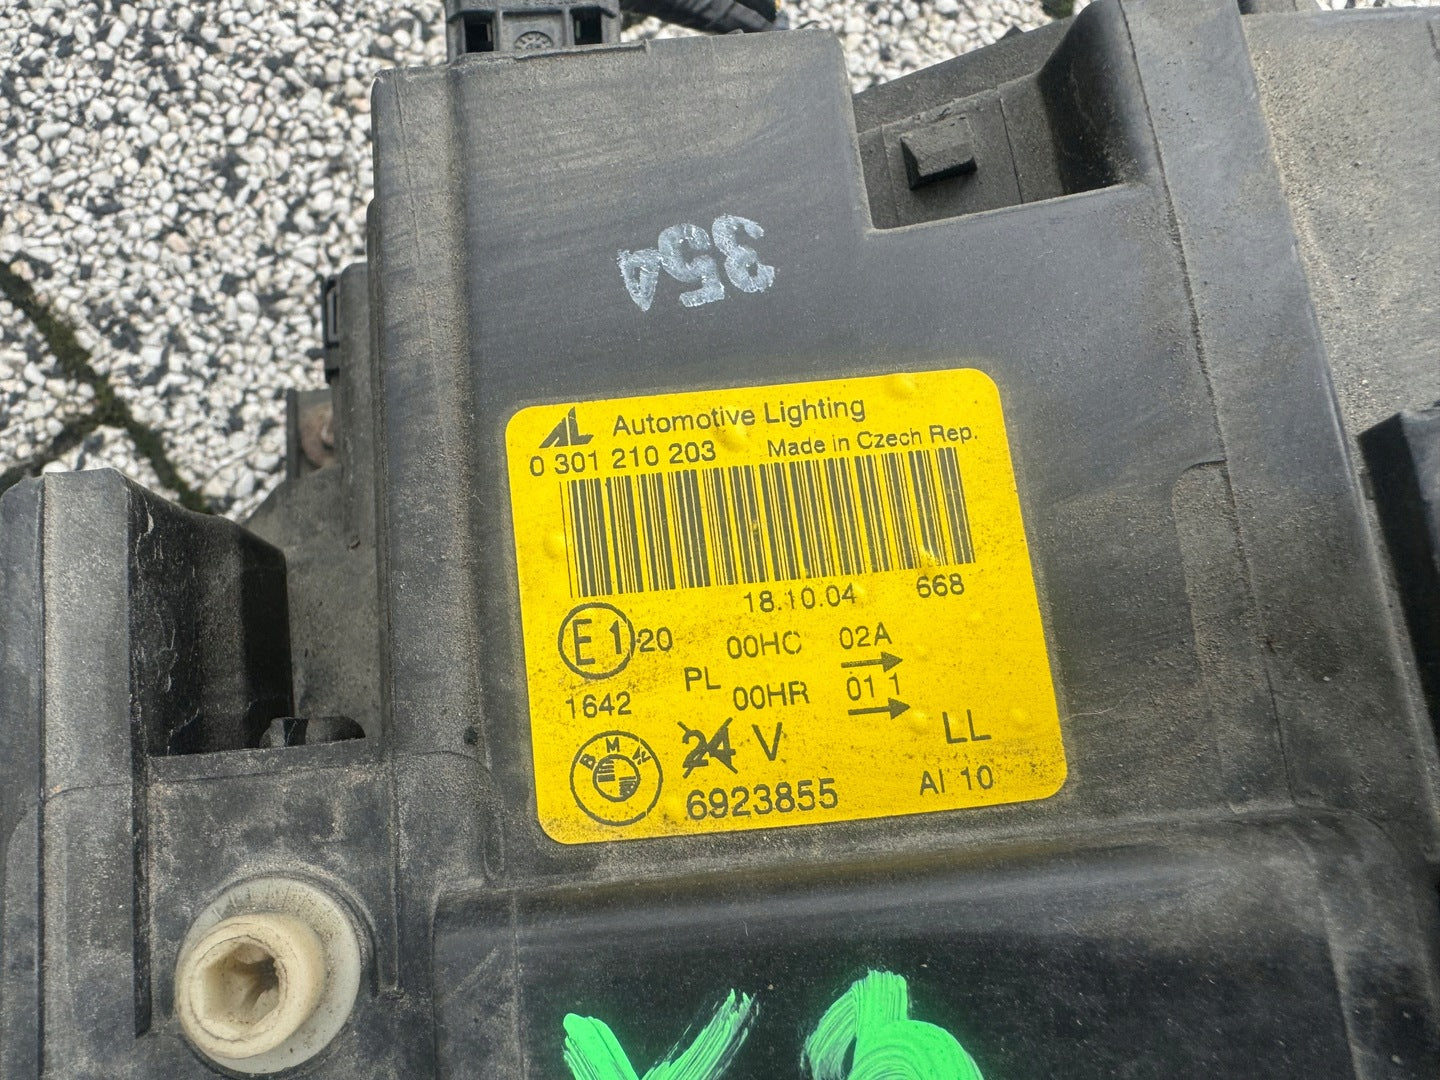 354
AL Automotive Lighting
0 301 210 203 Made in Czech Rep.
18.10.04 668
E1 20 00HC 02A
PL
1642 00HR 01 1
24 V LL
BMW 6923855 AI 10